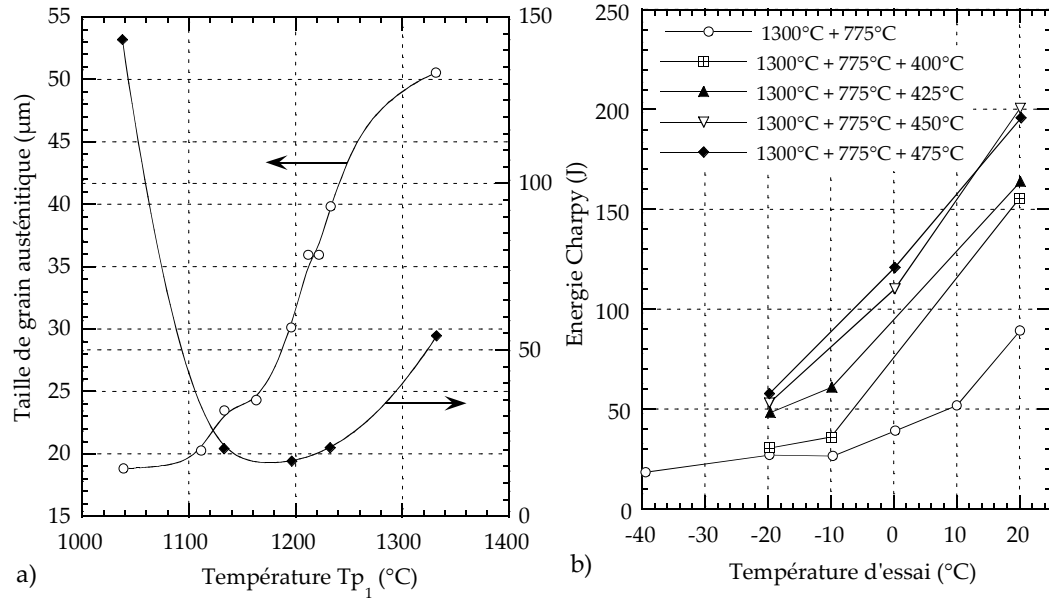 55
50
45
40
35
30
25
20
15
Taille de grain austénitique (µm)
150
100
50
0
1000
1100
1200
1300
1400
Température Tp1 (°C)
a)
250
200
150
100
50
0
Energie Charpy (J)
1300°C + 775°C
1300°C + 775°C + 400°C
1300°C + 775°C + 425°C
1300°C + 775°C + 450°C
1300°C + 775°C + 475°C
-40
-30
-20
-10
0
10
20
Température d'essai (°C)
b)